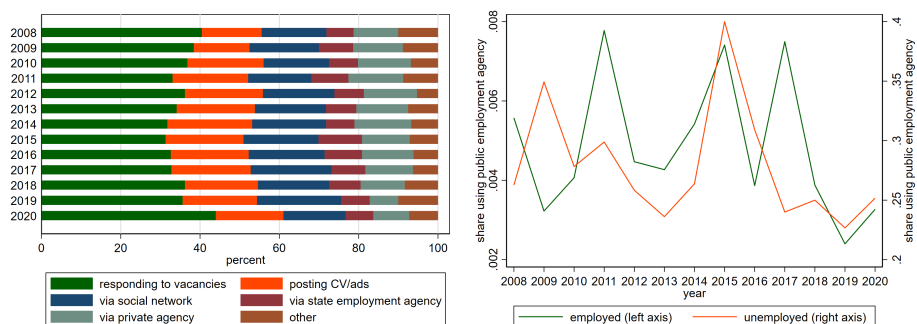 2008
2009
2010
2011
2012
2013
2014
2015
2016
2017
2018
2019
2020
0 20 40 60 80 100
percent
responding to vacancies posting CV/ads
via social network via state employment agency
via private agency other
share using public employment agency
.002 .004 .006 .008
share using public employment agency
.2 .25 .3 .35 .4
2008 2009 2010 2011 2012 2013 2014 2015 2016 2017 2018 2019 2020
year
employed (left axis) unemployed (right axis)